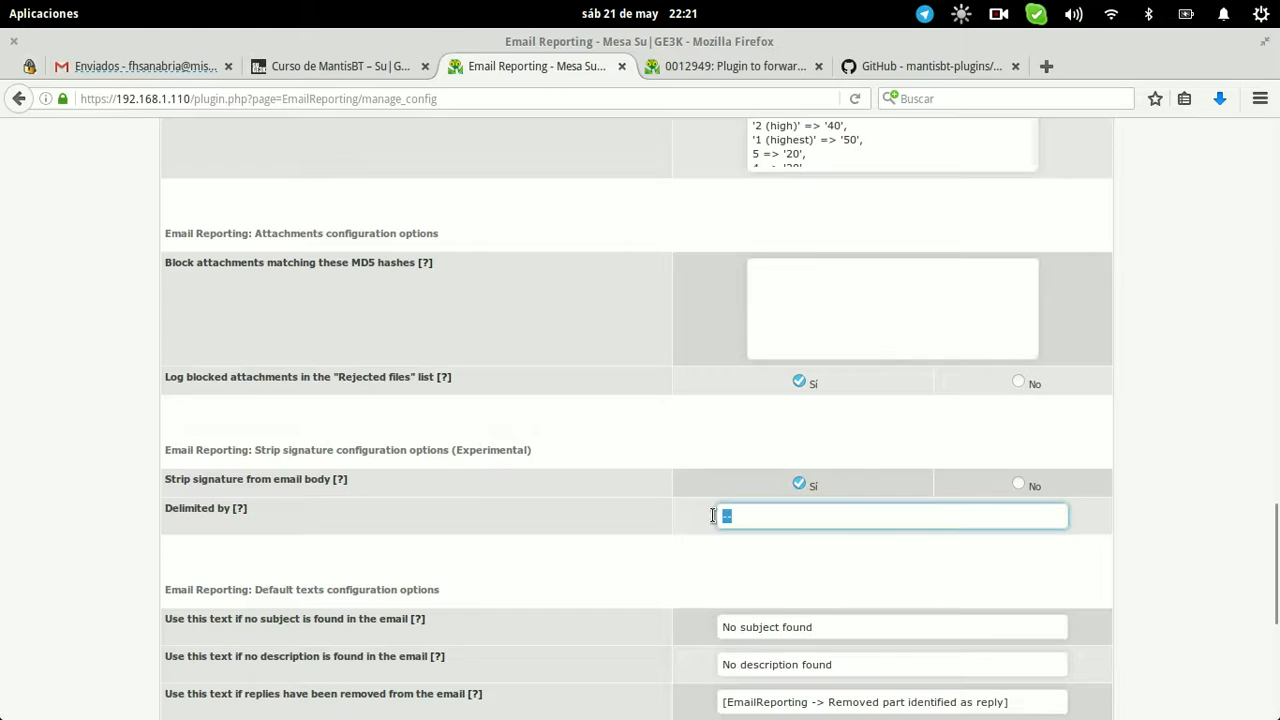 Aplicaciones
sáb 21 de may 22:21
Email Reporting - Mesa Su|GE3K - Mozilla Firefox
Enviados - fhsanabria@mis...
Curso de MantisBT – Su|G...
Email Reporting - Mesa Su...
0012949: Plugin to forwar...
GitHub - mantisbt-plugins/...
https://192.168.1.110/plugin.php?page=EmailReporting/manage_config
Buscar
'2 (high)' => '40',
'1 (highest)' => '50',
5 => '20',
4 => '20'
Email Reporting: Attachments configuration options
Block attachments matching these MD5 hashes [?]
Log blocked attachments in the "Rejected files" list [?]
Sí
No
Email Reporting: Strip signature configuration options (Experimental)
Strip signature from email body [?]
Sí
No
Delimited by [?]
--
Email Reporting: Default texts configuration options
Use this text if no subject is found in the email [?]
No subject found
Use this text if no description is found in the email [?]
No description found
Use this text if replies have been removed from the email [?]
[EmailReporting -> Removed part identified as reply]